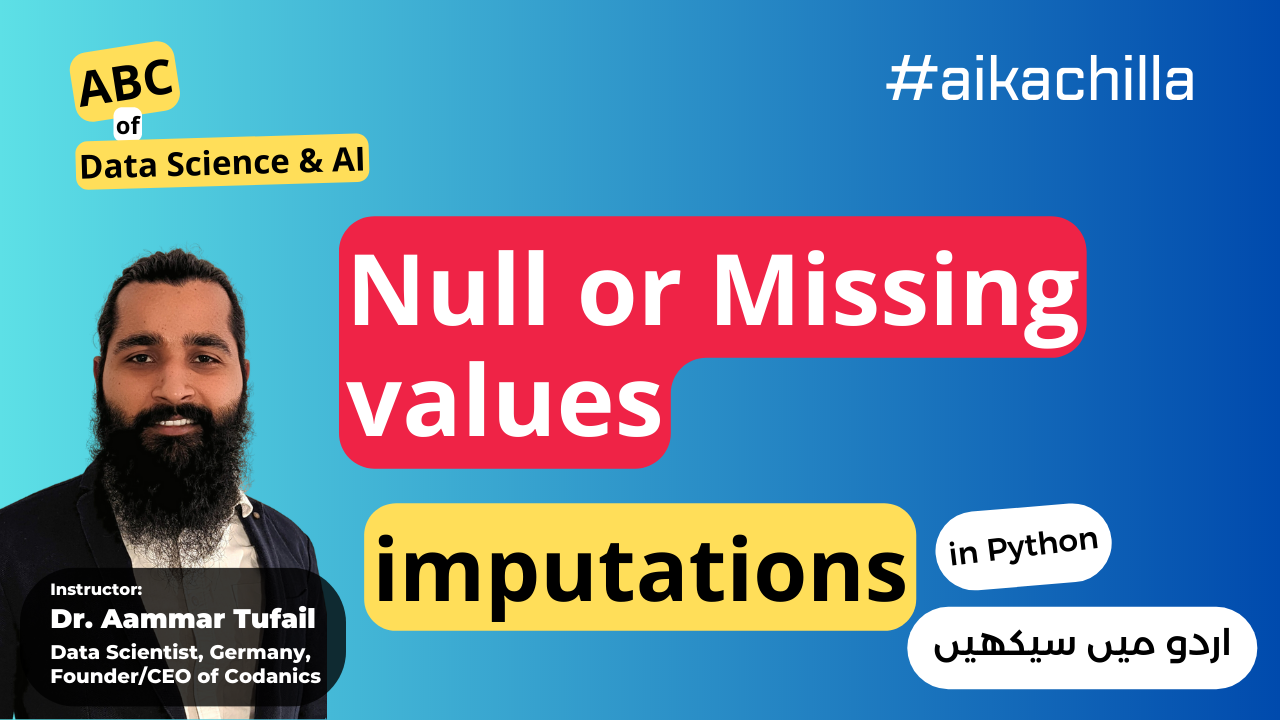 ABC
of
Data Science & AI
#aikachilla
Null or Missing
values
imputations
in Python
اردو میں سیکھیں
Instructor:
Dr. Aammar Tufail
Data Scientist, Germany,
Founder/CEO of Codanics